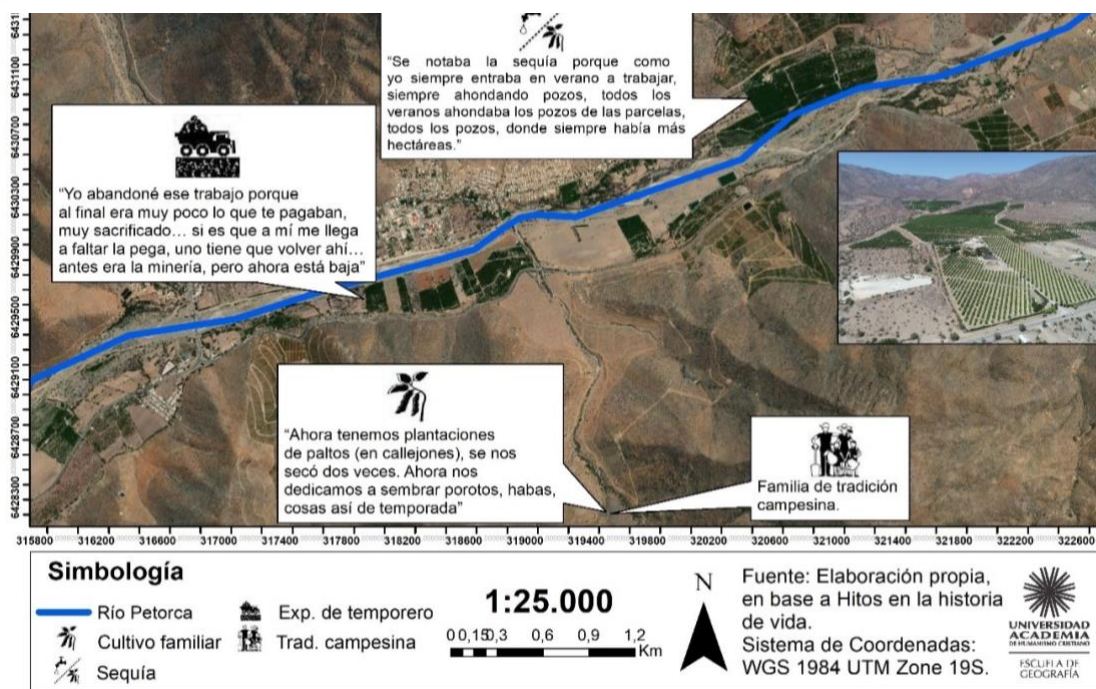 "Se notaba la sequía porque como
yo siempre entraba en verano a trabajar,
siempre ahondando pozos, todos los
veranos ahondaba los pozos de las parcelas,
todos los pozos, donde siempre había más
hectáreas."
"Yo abandoné ese trabajo porque
al final era muy poco lo que te pagaban,
muy sacrificado... si es que a mí me llega
a faltar la pega, uno tiene que volver ahí...
antes era la minería, pero ahora está baja"
"Ahora tenemos plantaciones
de paltos (en callejones), se nos
secó dos veces. Ahora nos
dedicamos a sembrar porotos, habas,
cosas así de temporada"
Familia de tradición
campesina.
6431100
6430700
6430300
6429900
6429500
6429100
6428700
6428300
315800 316200 316600 317000 317400 317800 318200 318600 319000 319400 319800 320200 320600 321000 321400 321800 322200 322600
Simbología
Río Petorca
Cultivo familiar
Sequía
Exp. de temporero
Trad. campesina
1:25.000
0 0,15 0,3 0,6 0,9 1,2
Km
N
Fuente: Elaboración propia,
en base a Hitos en la historia
de vida.
Sistema de Coordenadas:
WGS 1984 UTM Zone 19S.
UNIVERSIDAD
ACADEMIA
DE HUMANISMO CRISTIANO
ESCUELA DE
GEOGRAFÍA